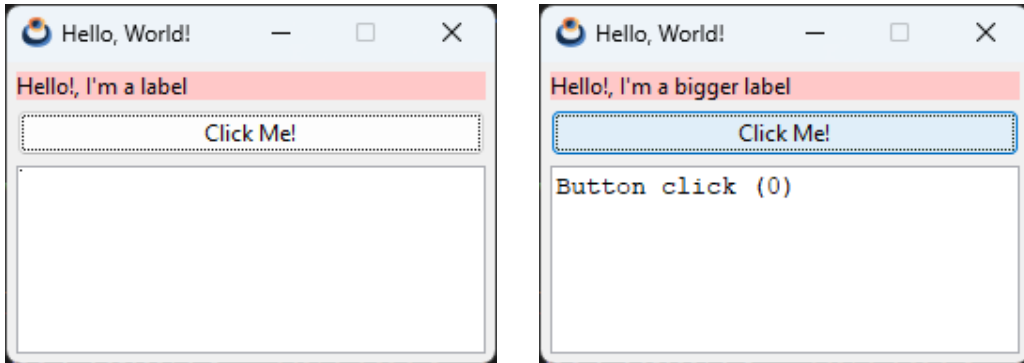 Hello, World!
Hello!, I'm a label
Click Me!
Hello, World!
Hello!, I'm a bigger label
Click Me!
Button click (0)